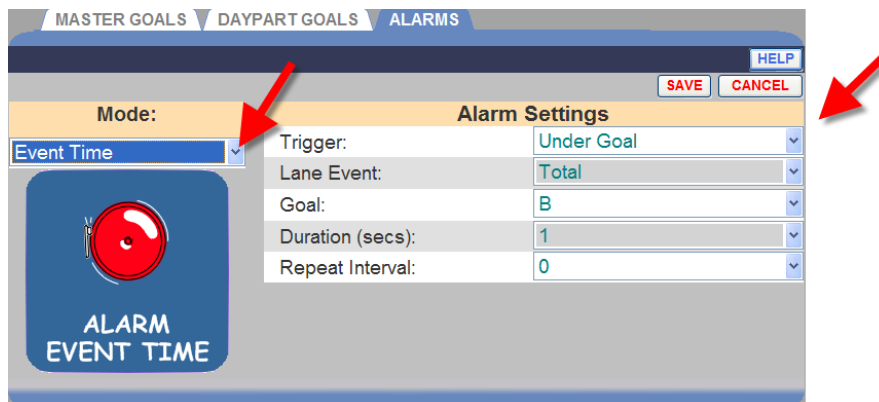 MASTER GOALS DAYPART GOALS ALARMS
HELP
SAVE CANCEL
Mode: Alarm Settings
Event Time
Trigger: Under Goal
Lane Event: Total
Goal: B
Duration (secs): 1
Repeat Interval: 0
ALARM
EVENT TIME